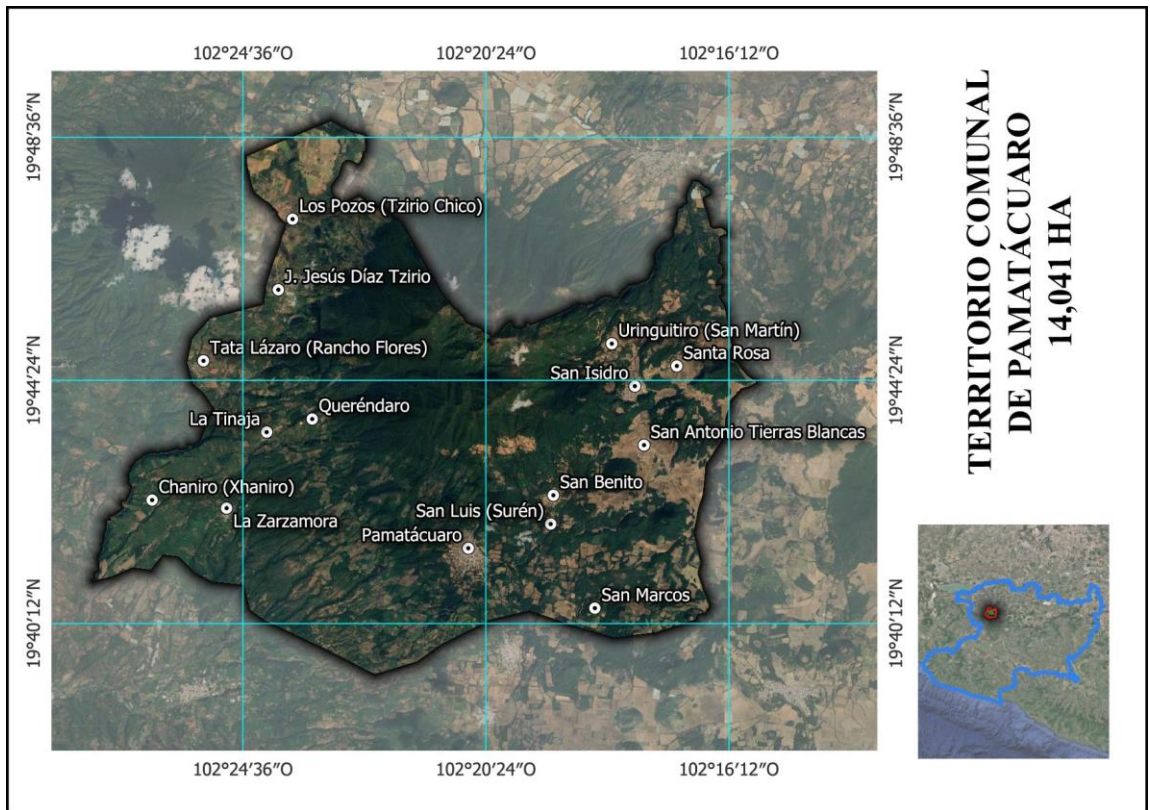 102°24′36″O 102°20′24″O 102°16′12″O
19°48′36″N
19°48′36″N
Los Pozos (Tzirio Chico)
J. Jesús Díaz Tzirio
Uringuitiro (San Martín)
Tata Lázaro (Rancho Flores)
Santa Rosa
19°44′24″N
19°44′24″N
San Isidro
Queréndaro
La Tinaja
San Antonio Tierras Blancas
San Benito
Chaniro (Xhaniro)
San Luis (Surén)
La Zarzamora
Pamatácuaro
San Marcos
19°40′12″N
19°40′12″N
102°24′36″O 102°20′24″O 102°16′12″O
TERRITORIO COMUNAL
DE PAMATÁCUARO
14,041 HA